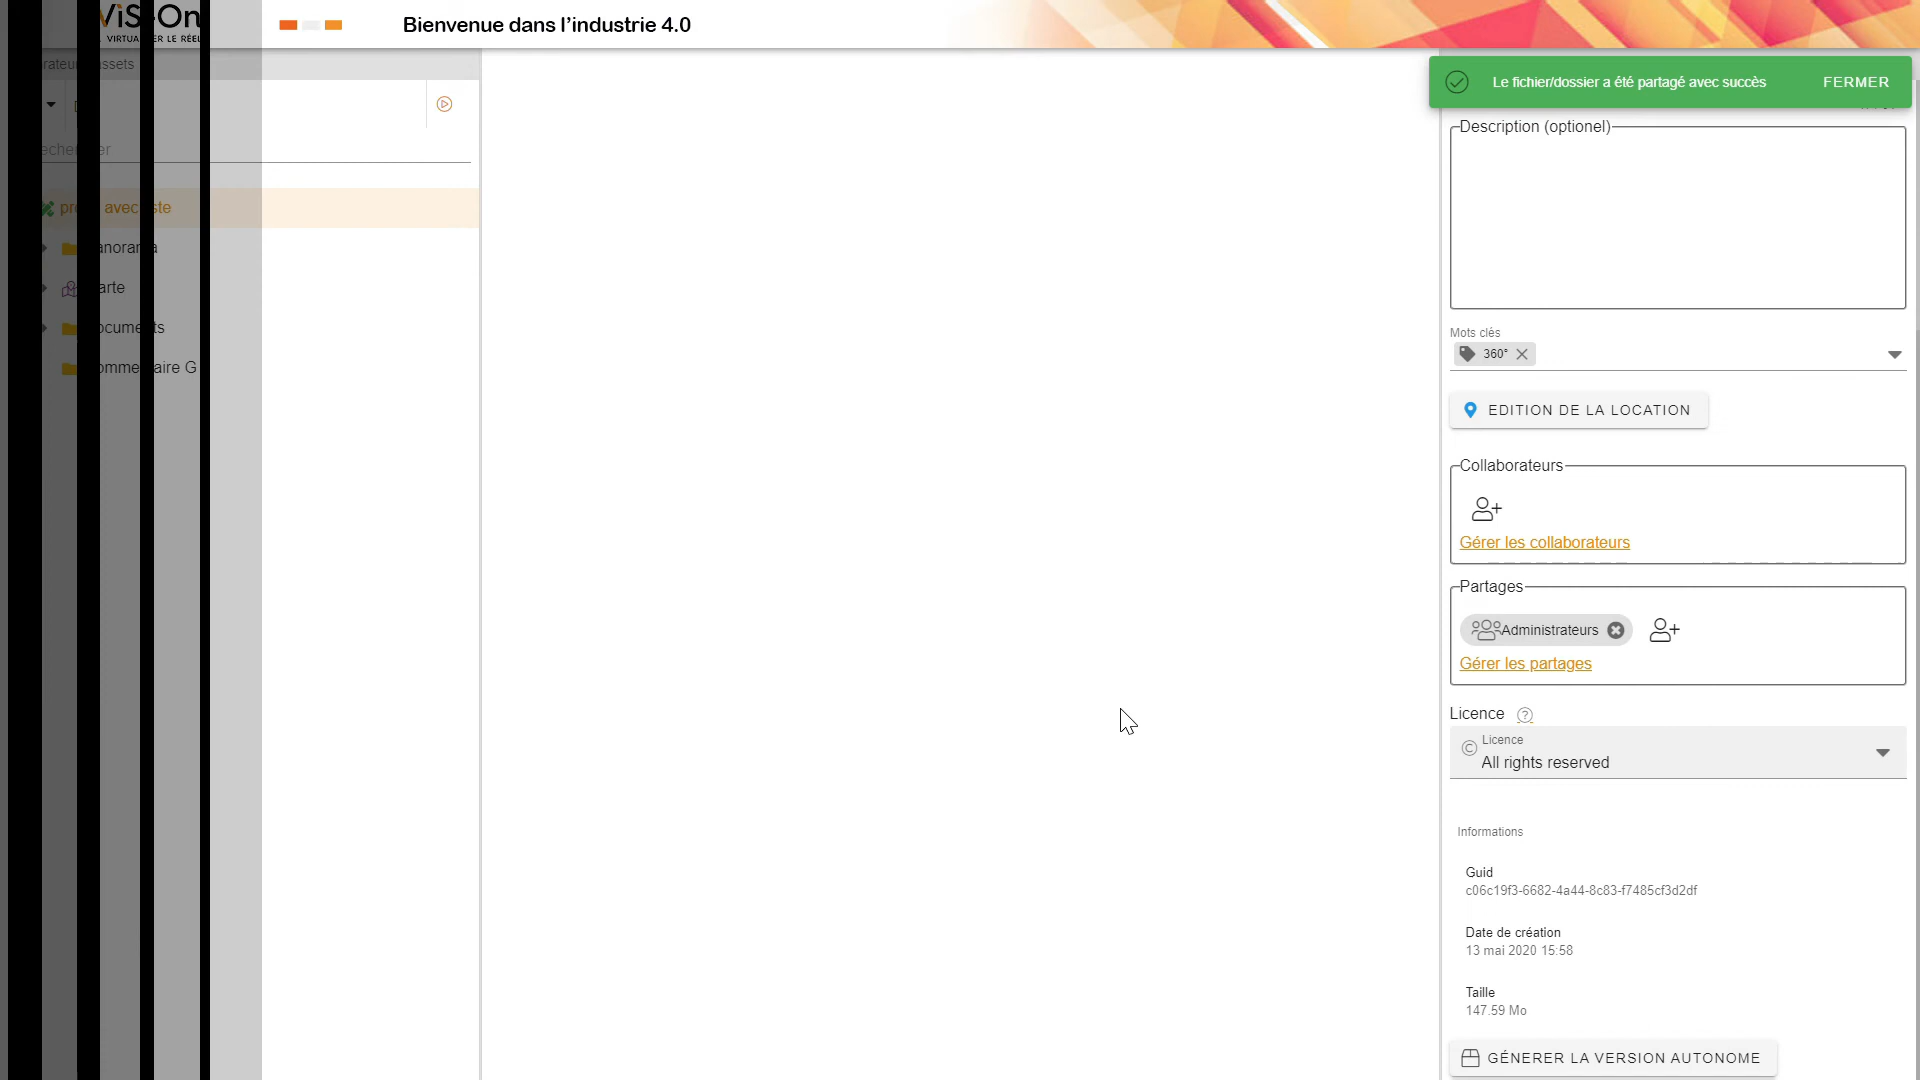 ViS-On
Bienvenue dans l'industrie 4.0
Le fichier/dossier a été partagé avec succès
FERMER
Description (optionel)
avec
Mots clés
360°
EDITION DE LA LOCATION
Collaborateurs
Gérer les collaborateurs
Partages
Administrateurs
Gérer les partages
Licence
Licence
All rights reserved
Informations
Guid
c06c19f3-6682-4a44-8c83-f7485cf3d2df
Date de création
13 mai 2020 15:58
Taille
147.59 Mo
GÉNERER LA VERSION AUTONOME